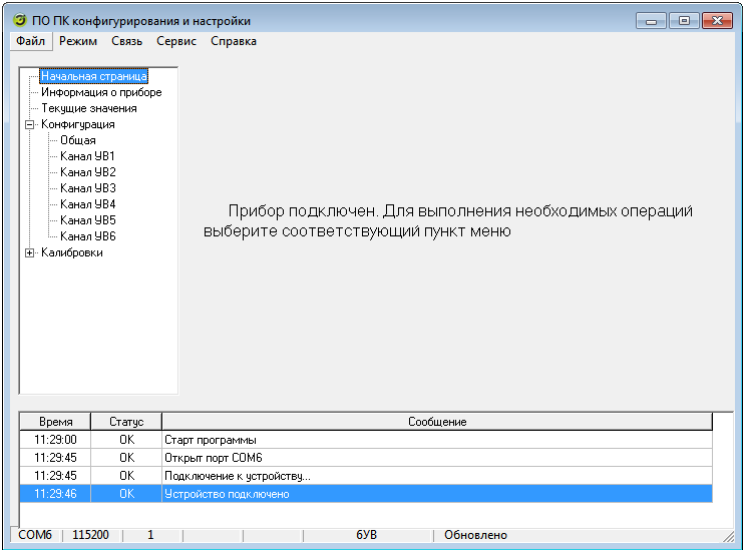 ПО ПК конфигурирования и настройки
Файл Режим Связь Сервис Справка
Начальная страница
Информация о приборе
Текущие значения
Конфигурация
Общая
Канал УВ1
Канал УВ2
Канал УВ3
Канал УВ4
Канал УВ5
Канал УВ6
Калибровки
Прибор подключен. Для выполнения необходимых операций
выберите соответствующий пункт меню
Время Статус Сообщение
11:29:00 OK Старт программы
11:29:45 OK Открыт порт COM6
11:29:45 OK Подключение к устройству...
11:29:46 OK Устройство подключено
COM6 115200 1 6УВ Обновлено